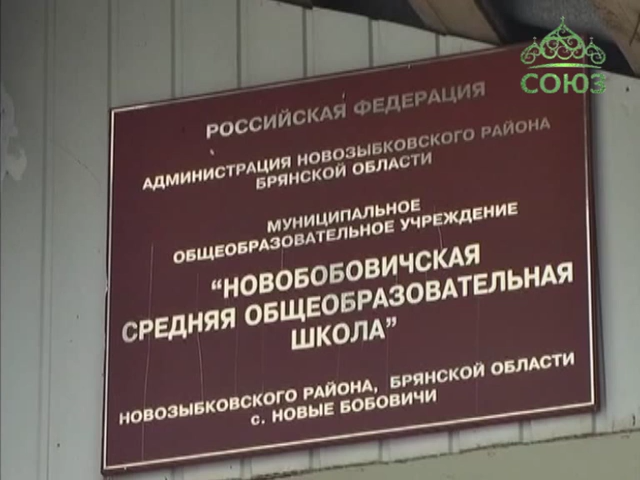 СОЮЗ
РОССИЙСКАЯ ФЕДЕРАЦИЯ
АДМИНИСТРАЦИЯ НОВОЗЫБКОВСКОГО РАЙОНА
БРЯНСКОЙ ОБЛАСТИ
МУНИЦИПАЛЬНОЕ
ОБЩЕОБРАЗОВАТЕЛЬНОЕ УЧРЕЖДЕНИЕ
“НОВОБОБОВИЧСКАЯ
СРЕДНЯЯ ОБЩЕОБРАЗОВАТЕЛЬНАЯ
ШКОЛА”
НОВОЗЫБКОВСКОГО РАЙОНА, БРЯНСКОЙ ОБЛАСТИ
с. НОВЫЕ БОБОВИЧИ